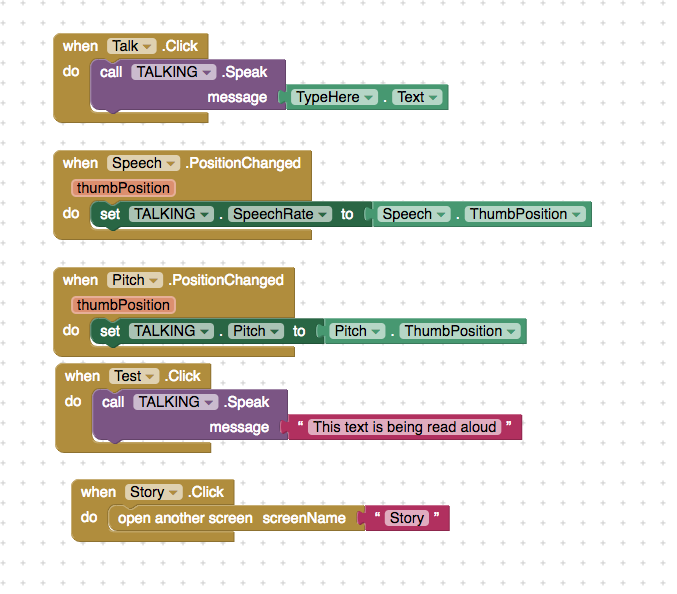 when Talk .Click
do call TALKING .Speak
message TypeHere . Text
when Speech .PositionChanged
thumbPosition
do set TALKING . SpeechRate to Speech . ThumbPosition
when Pitch .PositionChanged
thumbPosition
do set TALKING . Pitch to Pitch . ThumbPosition
when Test .Click
do call TALKING .Speak
message “ This text is being read aloud ”
when Story .Click
do open another screen screenName “ Story ”